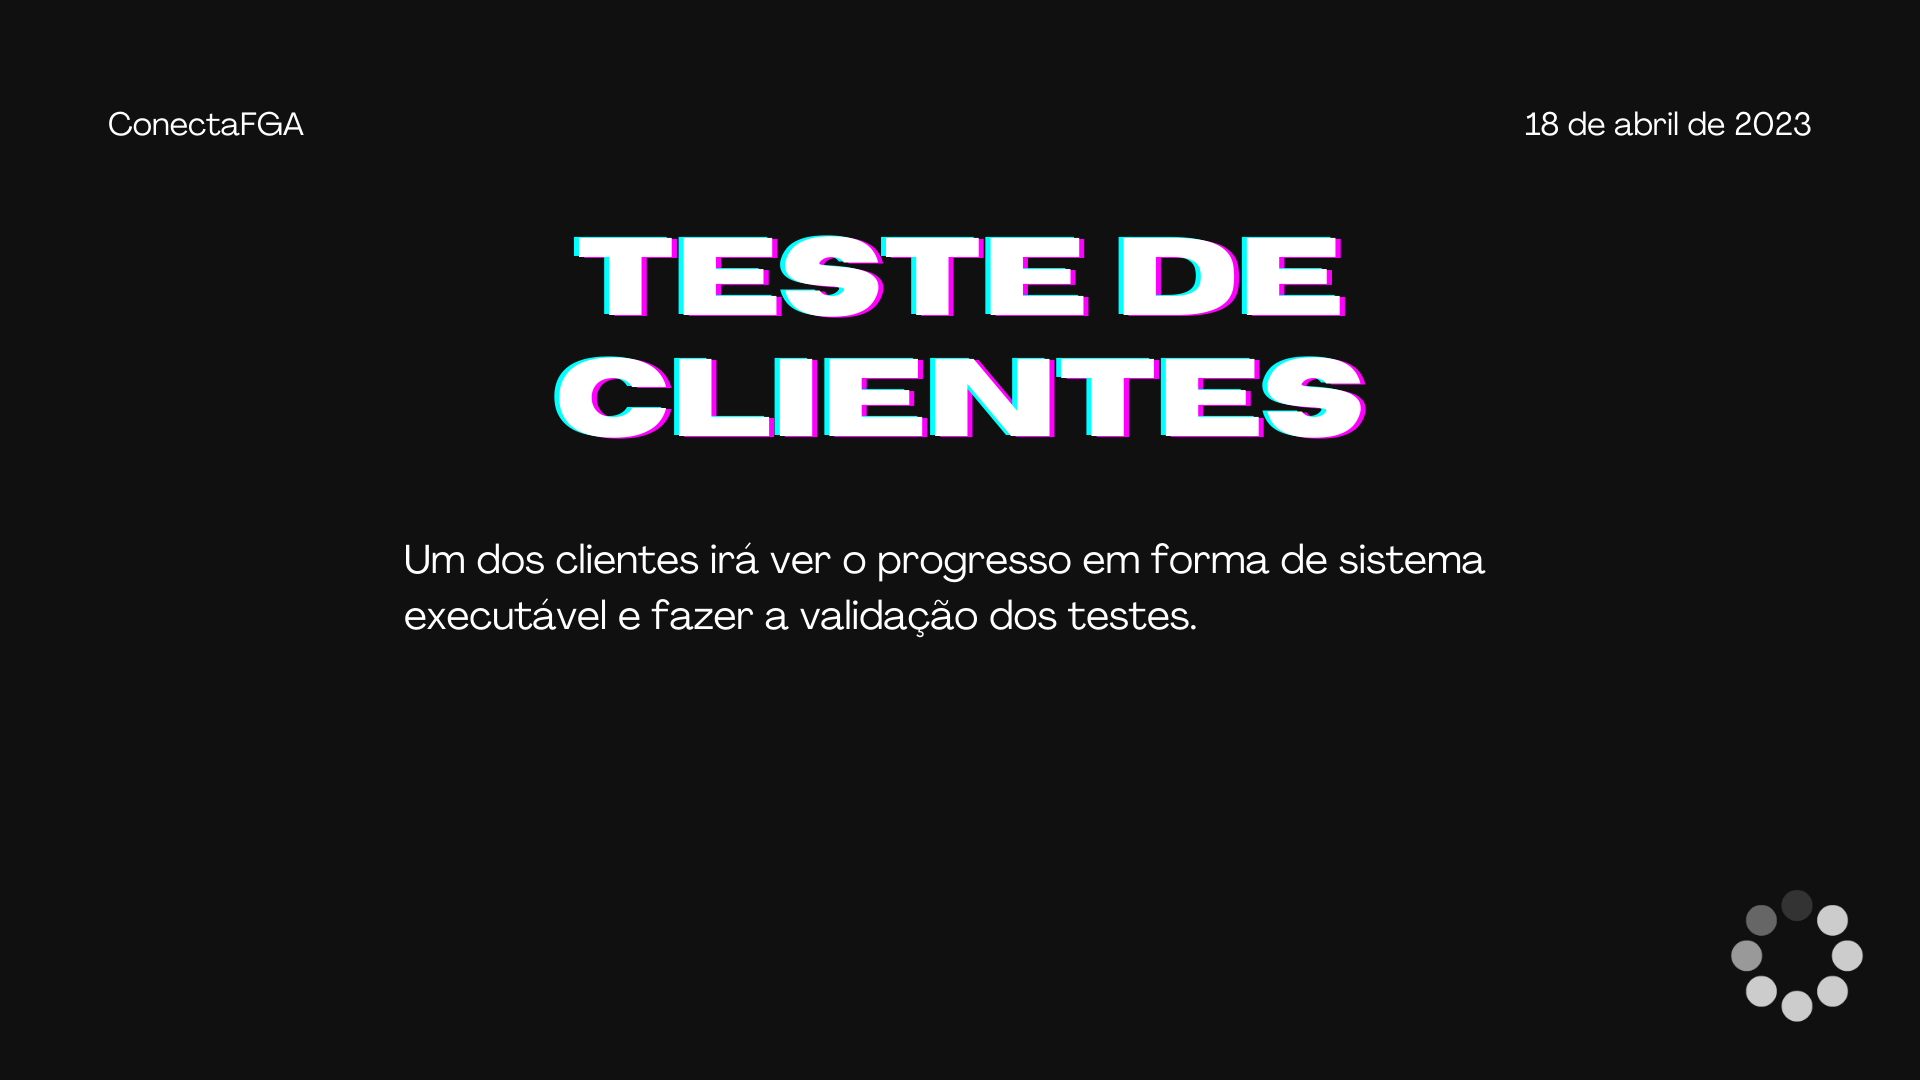 ConectaFGA
18 de abril de 2023
TESTE DE
CLIENTES
Um dos clientes irá ver o progresso em forma de sistema
executável e fazer a validação dos testes.